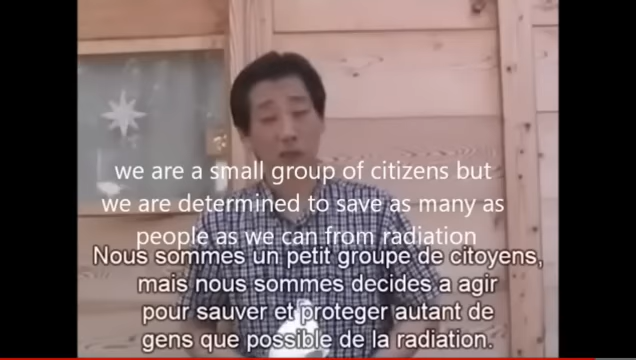 we are a small group of citizens but
we are determined to save as many as
people as we can from radiation
Nous sommes un petit groupe de citoyens,
mais nous sommes decides a agir
pour sauver et proteger autant de
gens que possible de la radiation.